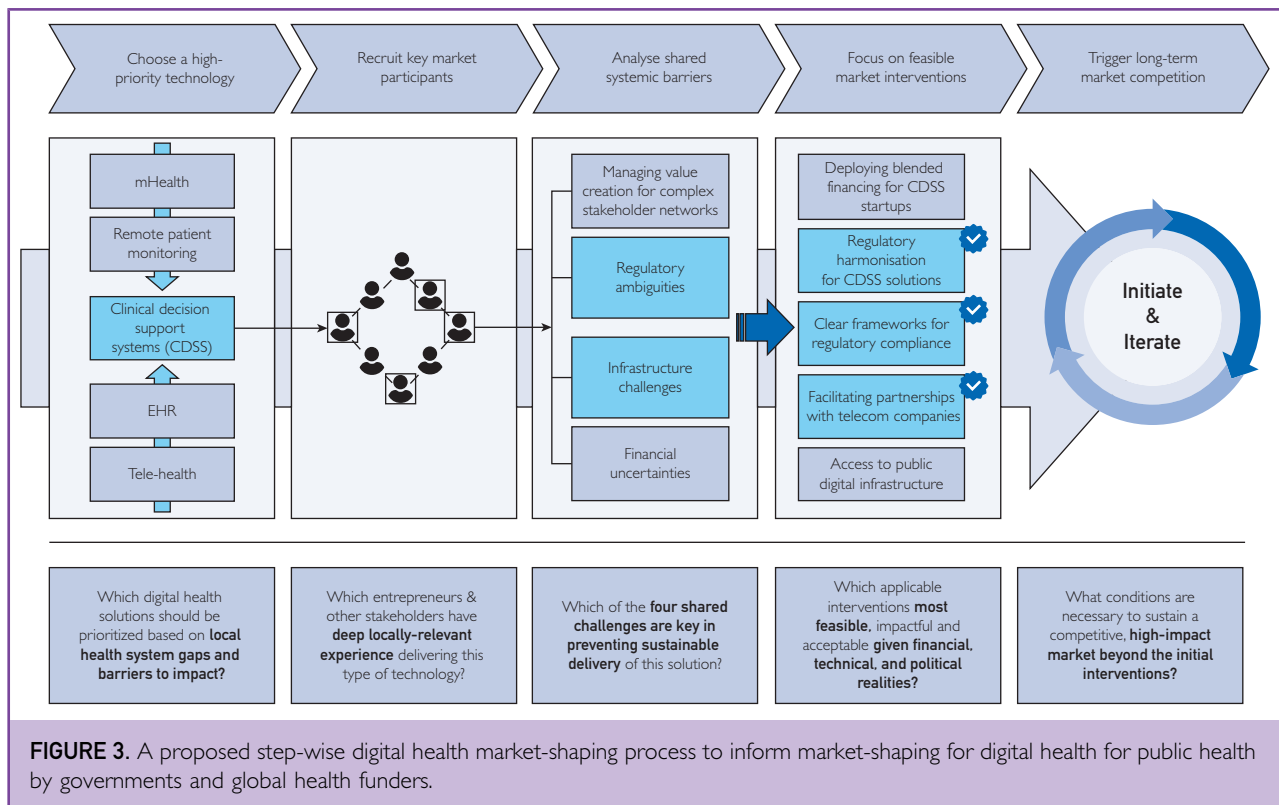 Choose a high-
priority technology
Recruit key market
participants
Analyse shared
systemic barriers
Focus on feasible
market interventions
Trigger long-term
market competition
mHealth
Remote patient
monitoring
Clinical decision
support
systems (CDSS)
EHR
Tele-health
Managing value
creation for complex
stakeholder networks
Regulatory
ambiguities
Infrastructure
challenges
Financial
uncertainties
Deploying blended
financing for CDSS
startups
Regulatory
harmonisation
for CDSS solutions
Clear frameworks for
regulatory compliance
Facilitating partnerships
with telecom companies
Access to public
digital infrastructure
Initiate
&
Iterate
Which digital health
solutions should be
prioritized based on local
health system gaps and
barriers to impact?
Which entrepreneurs &
other stakeholders have
deep locally-relevant
experience delivering this
type of technology?
Which of the four shared
challenges are key in
preventing sustainable
delivery of this solution?
Which applicable
interventions most
feasible, impactful and
acceptable given financial,
technical, and political
realities?
What conditions are
necessary to sustain a
competitive, high-impact
market beyond the initial
interventions?
FIGURE 3. A proposed step-wise digital health market-shaping process to inform market-shaping for digital health for public health
by governments and global health funders.